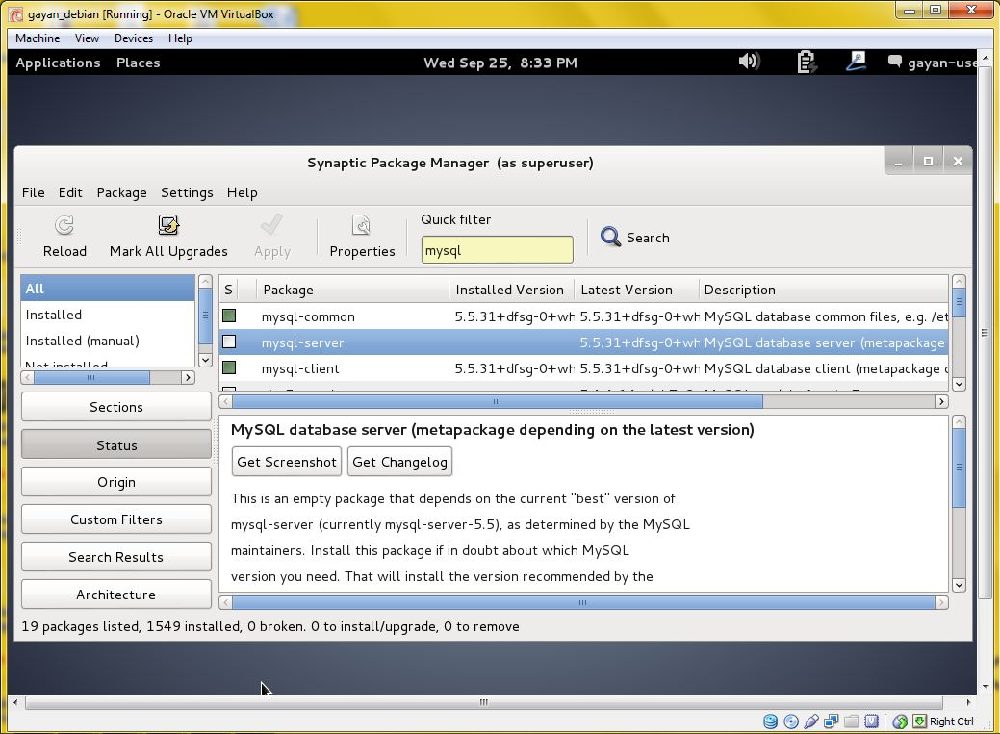 gayan_debian [Running] - Oracle VM VirtualBox
Machine View Devices Help
Applications Places Wed Sep 25, 8:33 PM gayan-use
Synaptic Package Manager (as superuser)
File Edit Package Settings Help
Quick filter
Reload Mark All Upgrades Apply Properties mysql Search
All
Installed
Installed (manual)
Not installed
S Package Installed Version Latest Version Description
mysql-common 5.5.31+dfsg-0+wh 5.5.31+dfsg-0+wh MySQL database common files, e.g. /et
mysql-server 5.5.31+dfsg-0+wh MySQL database server (metapackage
mysql-client 5.5.31+dfsg-0+wh 5.5.31+dfsg-0+wh MySQL database client (metapackage
Sections
Status
Origin
Custom Filters
Search Results
Architecture
MySQL database server (metapackage depending on the latest version)
Get Screenshot Get Changelog
This is an empty package that depends on the current "best" version of
mysql-server (currently mysql-server-5.5), as determined by the MySQL
maintainers. Install this package if in doubt about which MySQL
version you need. That will install the version recommended by the
19 packages listed, 1549 installed, 0 broken. 0 to install/upgrade, 0 to remove
Right Ctrl